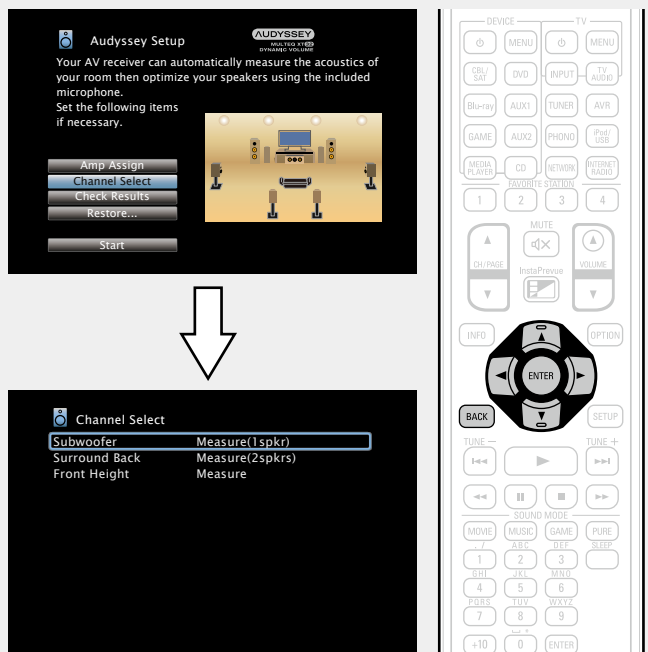 Audyssey Setup
AUDYSSEY
MULTEQ XT32
DYNAMIC VOLUME
Your AV receiver can automatically measure the acoustics of
your room then optimize your speakers using the included
microphone.
Set the following items
if necessary.
Amp Assign
Channel Select
Check Results
Restore...
Start
Channel Select
Subwoofer Measure(1spkr)
Surround Back Measure(2spkrs)
Front Height Measure
DEVICE TV
MENU MENU
CBL/
SAT
DVD INPUT
TV
AUDIO
Blu-ray AUX1 TUNER AVR
GAME AUX2 PHONO
iPod/
USB
MEDIA
PLAYER
CD NETWORK
INTERNET
RADIO
FAVORITE STATION
1 2 3 4
MUTE
CH/PAGE VOLUME
InstaPrevue
INFO OPTION
ENTER
BACK SETUP
TUNE − TUNE +
SOUND MODE
MOVIE MUSIC GAME PURE
. / ABC DEF SLEEP
1 2 3
GHI JKL MNO
4 5 6
PQRS TUV WXYZ
7 8 9
+10 0 ENTER